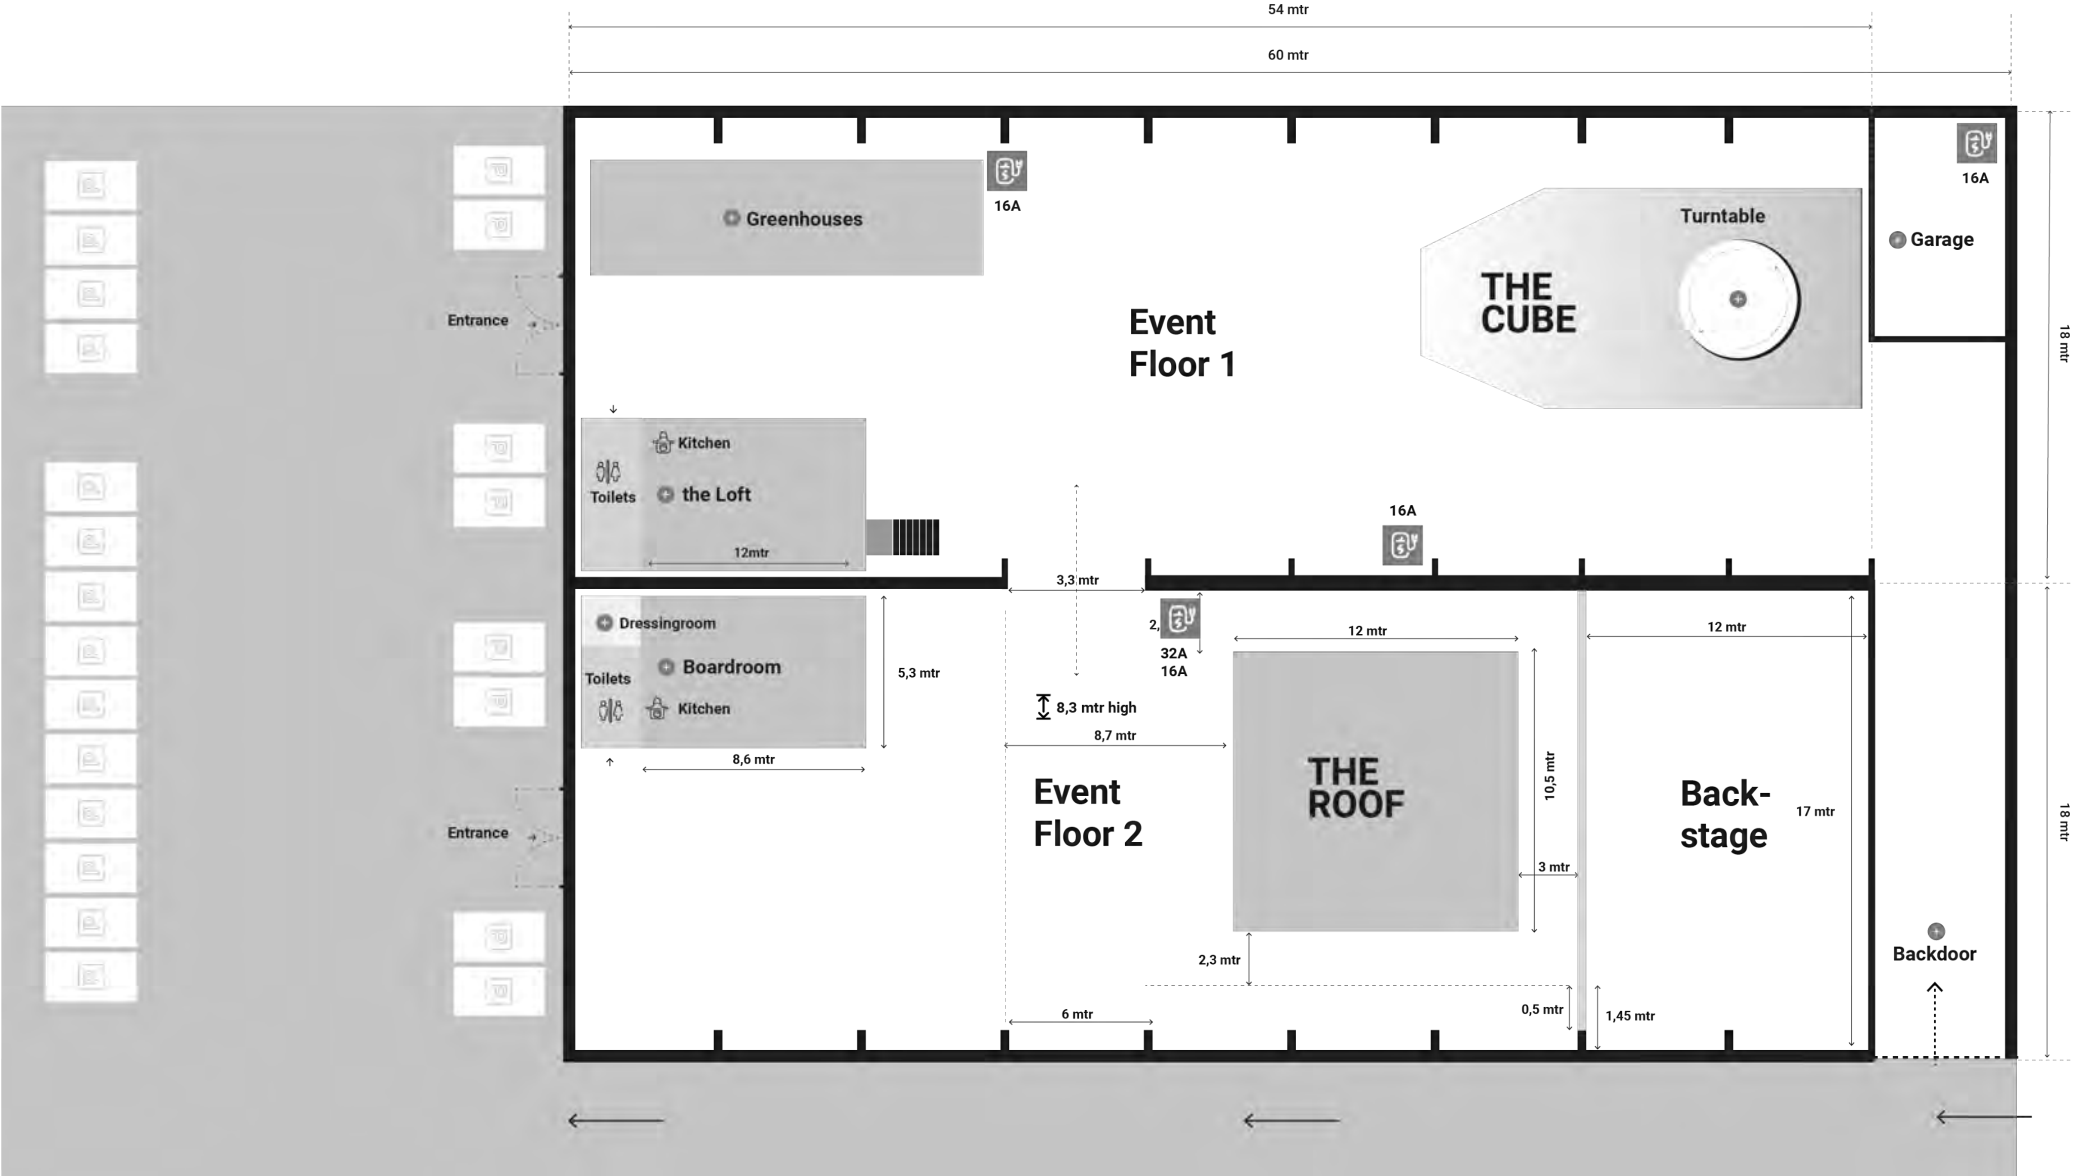 54 mtr
60 mtr
16A
Greenhouses
16A
Turntable
Garage
THE
CUBE
Entrance
Event
Floor 1
18 mtr
Kitchen
Toilets
the Loft
12mtr
16A
3,3 mtr
Dressingroom
Boardroom
Toilets
Kitchen
5,3 mtr
8,6 mtr
2,
32A
16A
12 mtr
12 mtr
8,3 mtr high
8,7 mtr
THE
ROOF
10,5 mtr
Event
Floor 2
Back-
stage
17 mtr
18 mtr
Entrance
3 mtr
Backdoor
2,3 mtr
6 mtr
0,5 mtr
1,45 mtr